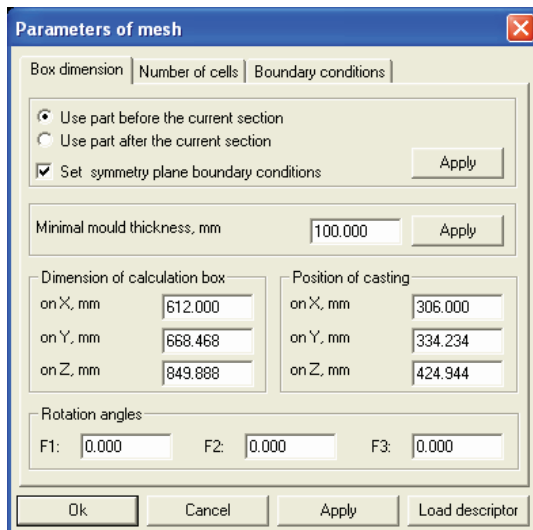 Parameters of mesh
Box dimension Number of cells Boundary conditions
Use part before the current section
Use part after the current section
Set symmetry plane boundary conditions Apply
Minimal mould thickness, mm 100.000 Apply
Dimension of calculation box Position of casting
on X, mm 612.000 on X, mm 306.000
on Y, mm 668.468 on Y, mm 334.234
on Z, mm 849.888 on Z, mm 424.944
Rotation angles
F1: 0.000 F2: 0.000 F3: 0.000
Ok Cancel Apply Load descriptor